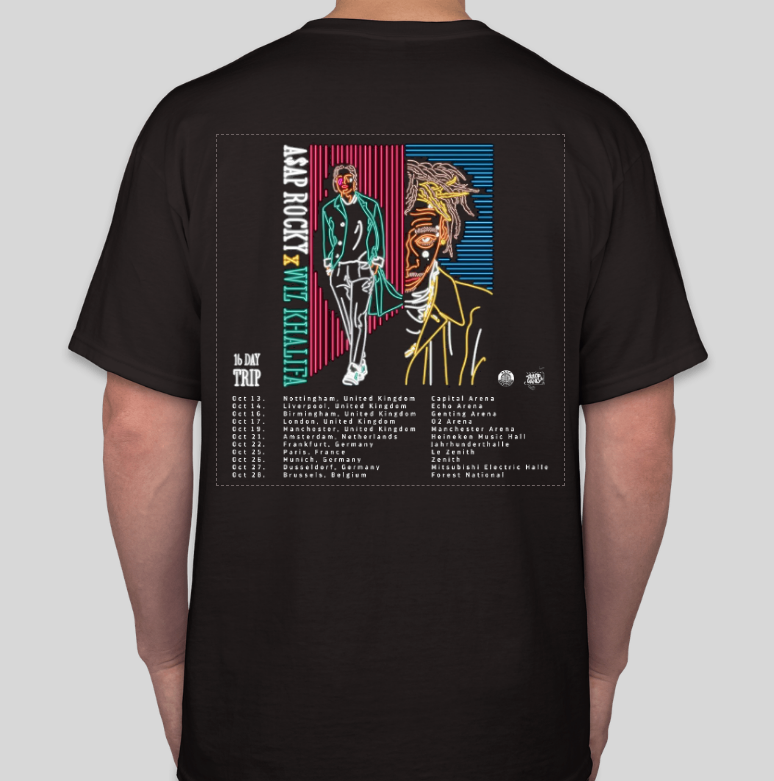 A$AP ROCKY x WIZ KHALIFA
16 DAY
TRIP
Oct 13. Nottingham, United Kingdom Capital Arena
Oct 14. Liverpool, United Kingdom Echo Arena
Oct 16. Birmingham, United Kingdom Genting Arena
Oct 17. London, United Kingdom O2 Arena
Oct 19. Manchester, United Kingdom Manchester Arena
Oct 21. Amsterdam, Netherlands Heineken Music Hall
Oct 22. Frankfurt, Germany Jahrhunderthalle
Oct 25. Paris, France Le Zenith
Oct 26. Munich, Germany Zenith
Oct 27. Dusseldorf, Germany Mitsubishi Electric Halle
Oct 28. Brussels, Belgium Forest National